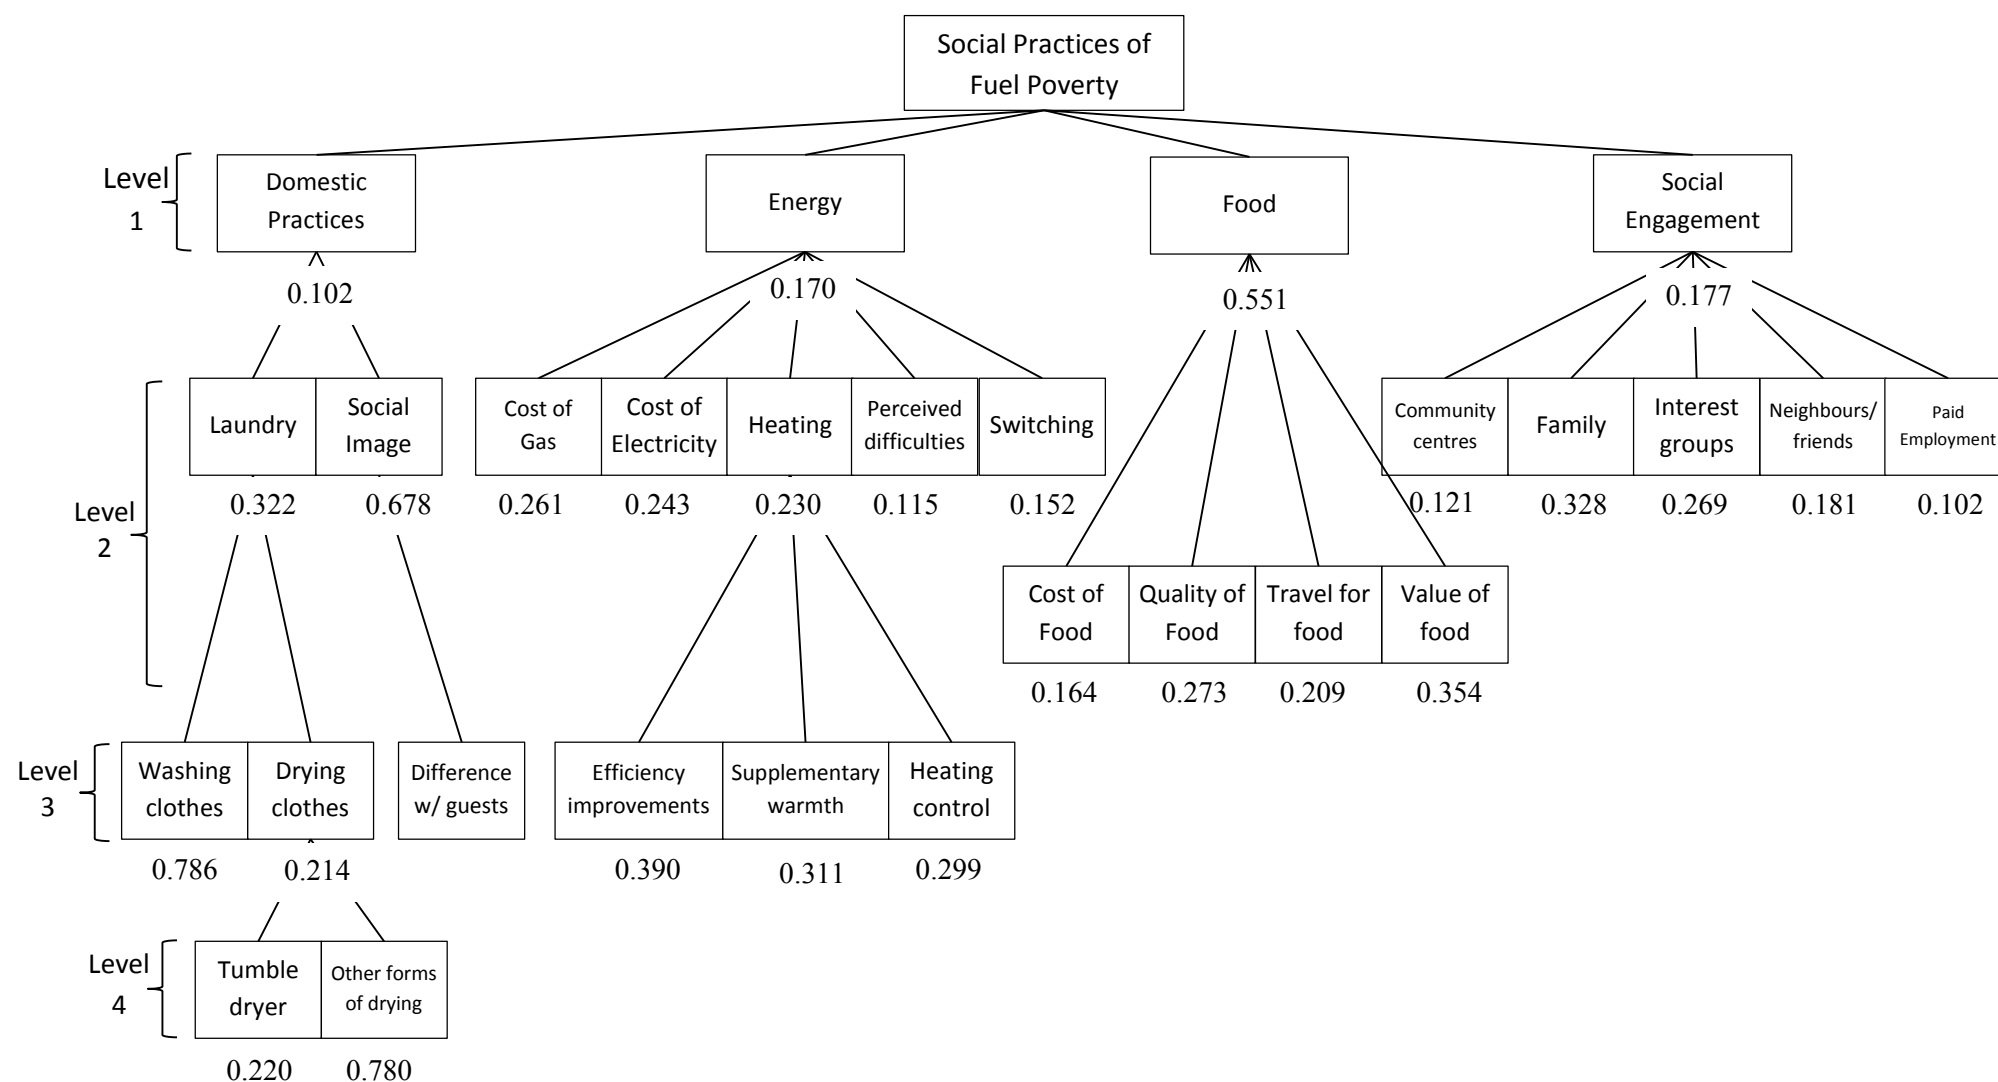 Social Practices of
Fuel Poverty
Level
1
Domestic
Practices
Energy
Food
Social
Engagement
0.102
0.170
0.551
0.177
Level
2
Laundry
Social
Image
Cost of
Gas
Cost of
Electricity
Heating
Perceived
difficulties
Switching
Community
centres
Family
Interest
groups
Neighbours/
friends
Paid
Employment
0.322
0.678
0.261
0.243
0.230
0.115
0.152
0.121
0.328
0.269
0.181
0.102
Cost of
Food
Quality of
Food
Travel for
food
Value of
food
0.164
0.273
0.209
0.354
Level
3
Washing
clothes
Drying
clothes
Difference
w/ guests
Efficiency
improvements
Supplementary
warmth
Heating
control
0.786
0.214
0.390
0.311
0.299
Level
4
Tumble
dryer
Other forms
of drying
0.220
0.780